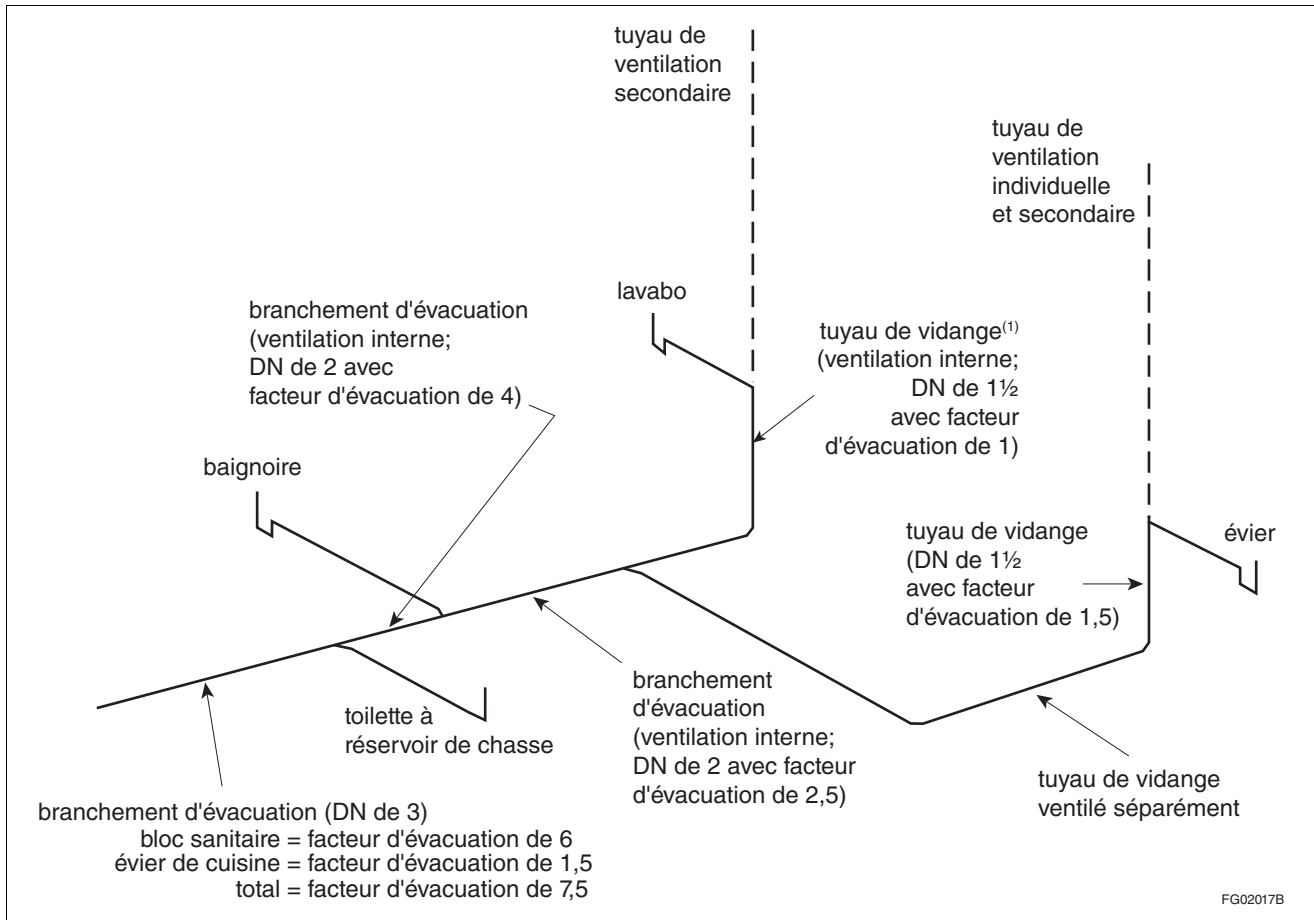 tuyau de
ventilation
secondaire
tuyau de
ventilation
individuelle
et secondaire
lavabo
branchement d'évacuation
(ventilation interne;
DN de 2 avec
facteur d'évacuation de 4)
tuyau de vidange(1)
(ventilation interne;
DN de 1½
avec facteur
d'évacuation de 1)
baignoire
tuyau de vidange
(DN de 1½
avec facteur
d'évacuation de 1,5)
évier
toilette à
réservoir de chasse
branchement
d'évacuation
(ventilation interne;
DN de 2 avec facteur
d'évacuation de 2,5)
tuyau de vidange
ventilé séparément
branchement d'évacuation (DN de 3)
bloc sanitaire = facteur d'évacuation de 6
évier de cuisine = facteur d'évacuation de 1,5
total = facteur d'évacuation de 7,5
FG02017B